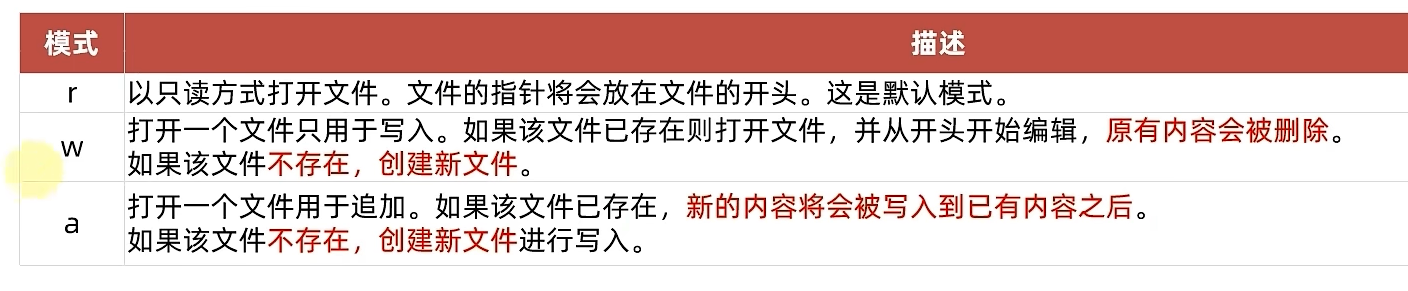 模式 描述
r 以只读方式打开文件。文件的指针将会放在文件的开头。这是默认模式。
w 打开一个文件只用于写入。如果该文件已存在则打开文件，并从开头开始编辑，原有内容会被删除。
如果该文件不存在，创建新文件。
a 打开一个文件用于追加。如果该文件已存在，新的内容将会被写入到已有内容之后。
如果该文件不存在，创建新文件进行写入。